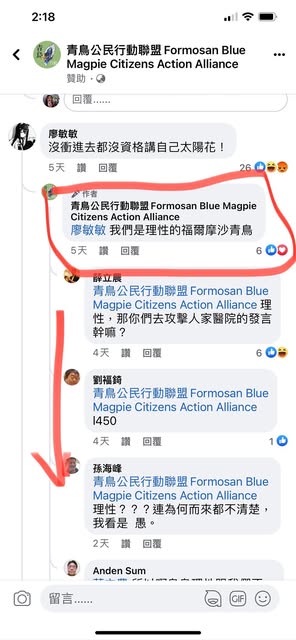 2:18
青鳥公民行動聯盟 Formosan Blue
Magpie Citizens Action Alliance
贊助
回覆......
廖敏敏
沒衝進去都沒資格講自己太陽花！
5天 讚 回覆 26
作者
青鳥公民行動聯盟 Formosan Blue Magpie
Citizens Action Alliance
廖敏敏 我們是理性的福爾摩沙青鳥
5天 讚 回覆 6
薛立晨
青鳥公民行動聯盟 Formosan Blue
Magpie Citizens Action Alliance 理
性，那你們去攻擊人家醫院的發言
幹嘛？
4天 讚 回覆 6
劉福錡
青鳥公民行動聯盟 Formosan Blue
Magpie Citizens Action Alliance
l450
4天 讚 回覆 1
孫海峰
青鳥公民行動聯盟 Formosan Blue
Magpie Citizens Action Alliance
理性？？？連為何而來都不清楚，
我看是 愚。
2天 讚 回覆
Anden Sum
留言......
GIF